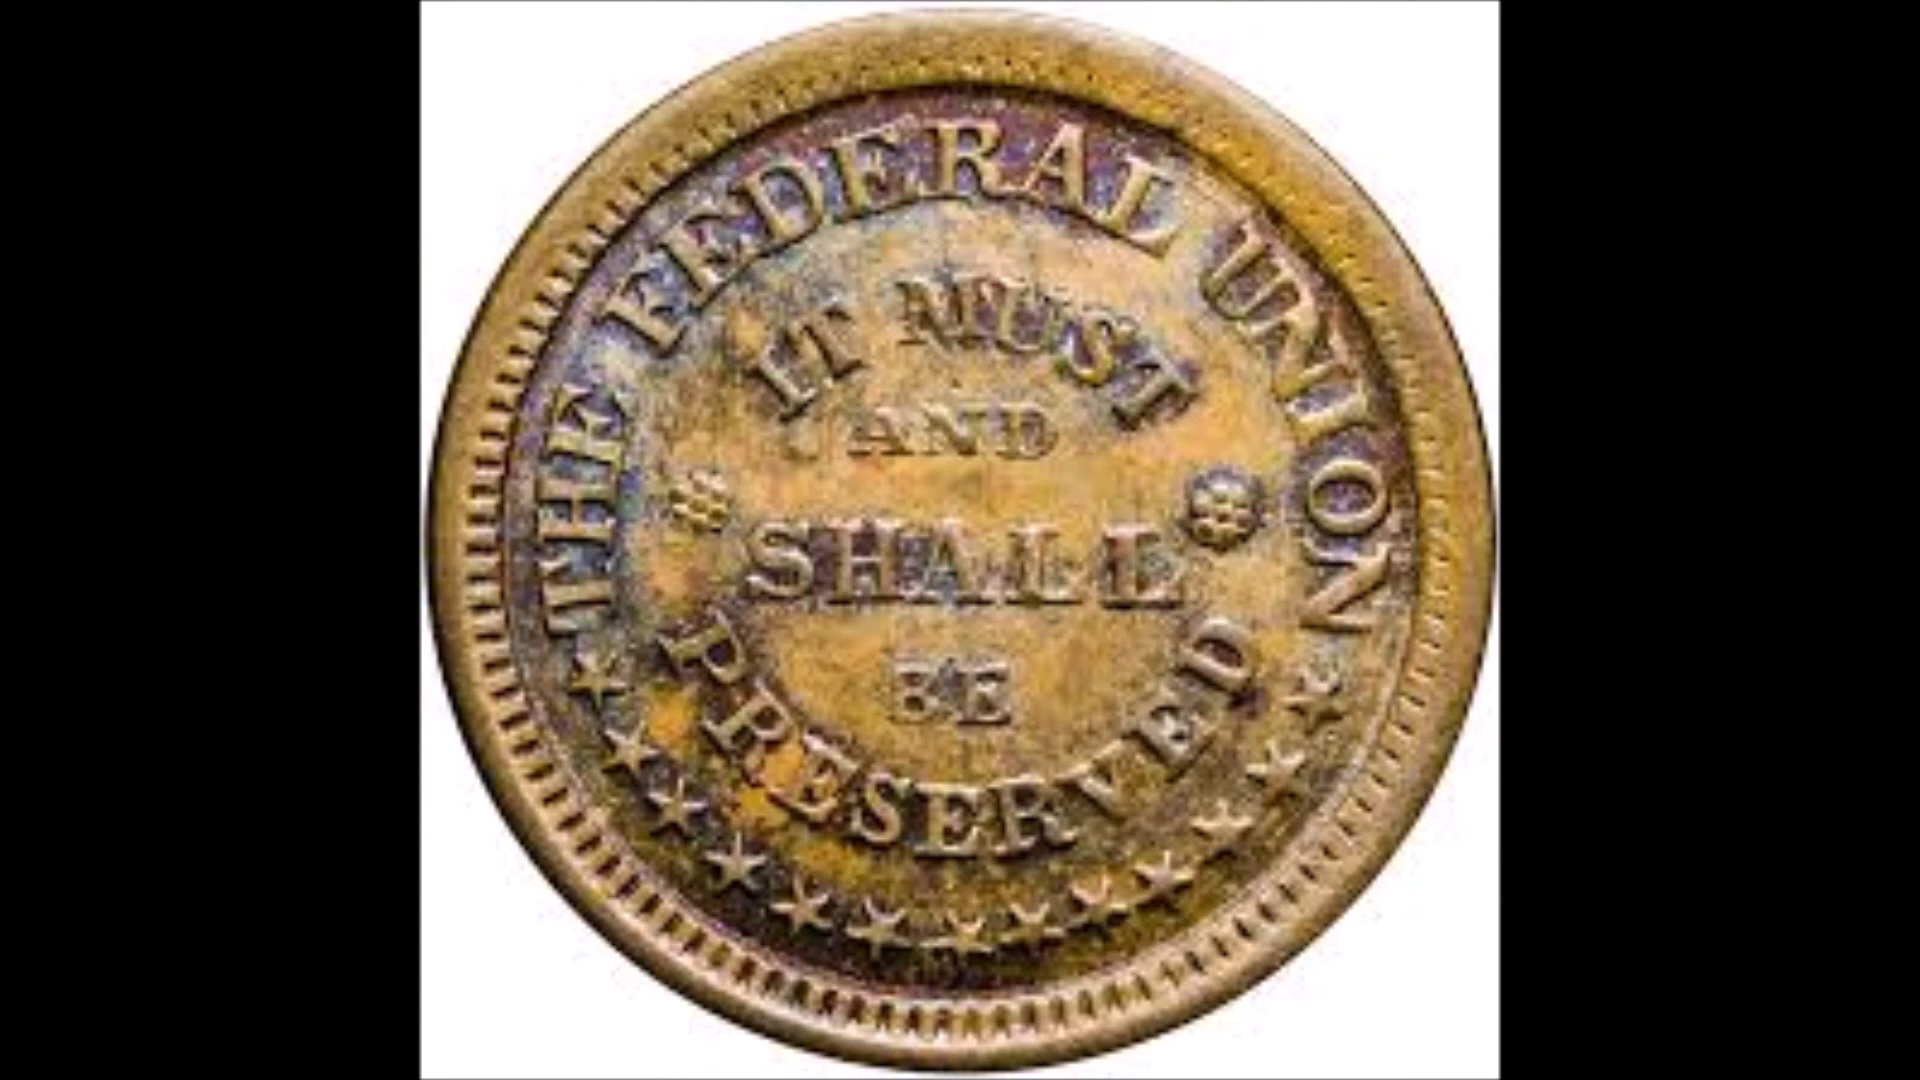 THE FEDERAL UNION
IT MUST
AND
SHALL
BE
PRESERVED